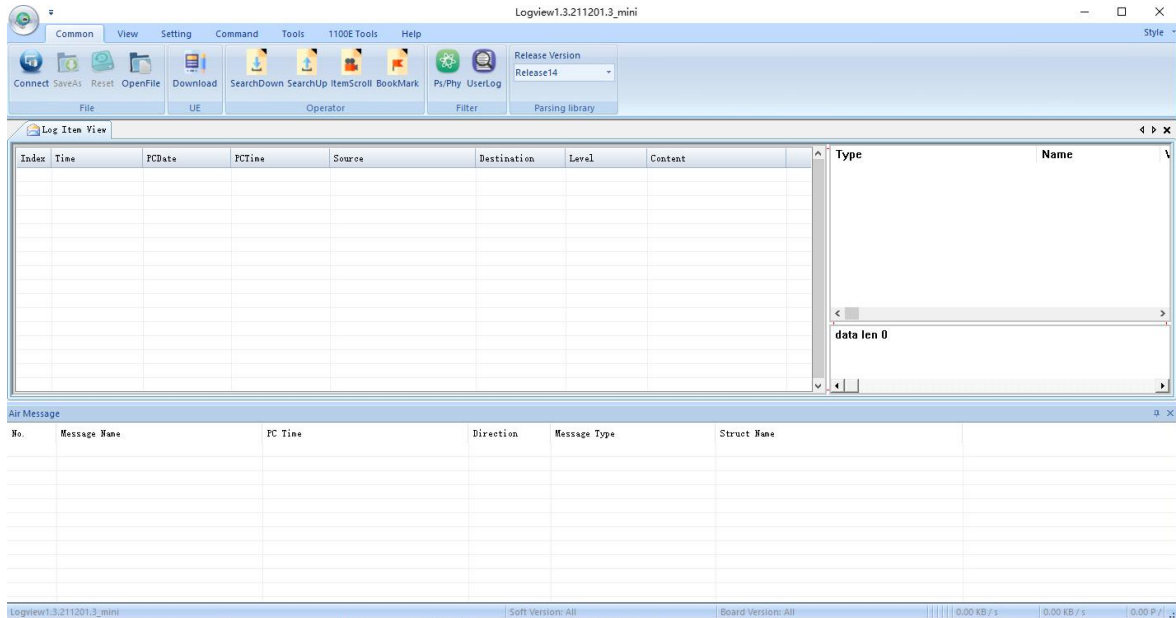 Logview1.3.211201.3_mini
Common View Setting Command Tools 1100E Tools Help Style
Connect SaveAs Reset OpenFile Download SearchDown SearchUp ItemScroll BookMark Ps/Phy UserLog
Release Version
Release14
File UE Operator Filter Parsing library
Log Item View
Index Time PCDate PCTime Source Destination Level Content
Type Name V
data len 0
Air Message
No. Message Name PC Time Direction Message Type Struct Name
Logview1.3.211201.3_mini Soft Version: All Board Version: All 0.00 KB / s 0.00 KB / s 0.00 P /